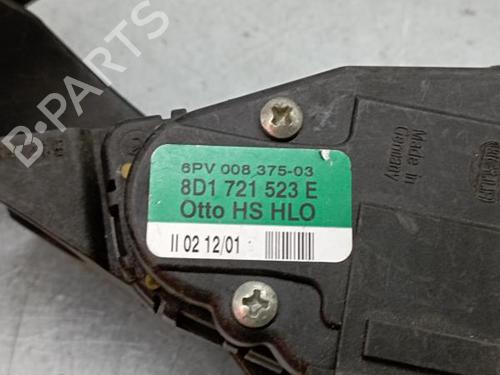 B-PARTS
6PV 008 375-03
8D1 721 523 E
Otto HS HLO
II 02 12/01
Made in
Germany